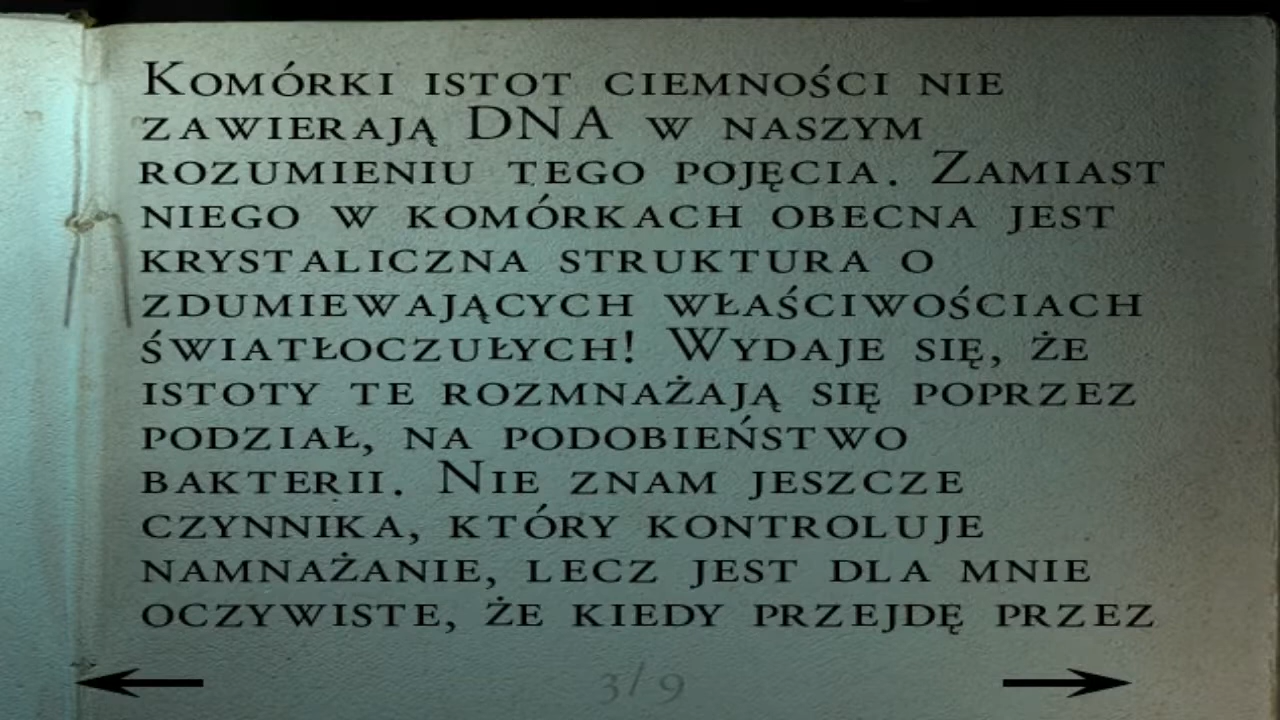 Komórki istot ciemności nie
zawierają DNA w naszym
rozumieniu tego pojęcia. Zamiast
niego w komórkach obecna jest
krystaliczna struktura o
zdumiewających właściwościach
światłoczułych! Wydaje się, że
istoty te rozmnażają się poprzez
podział, na podobieństwo
bakterii. Nie znam jeszcze
czynnika, który kontroluje
namnażanie, lecz jest dla mnie
oczywiste, że kiedy przejdę przez
3/9